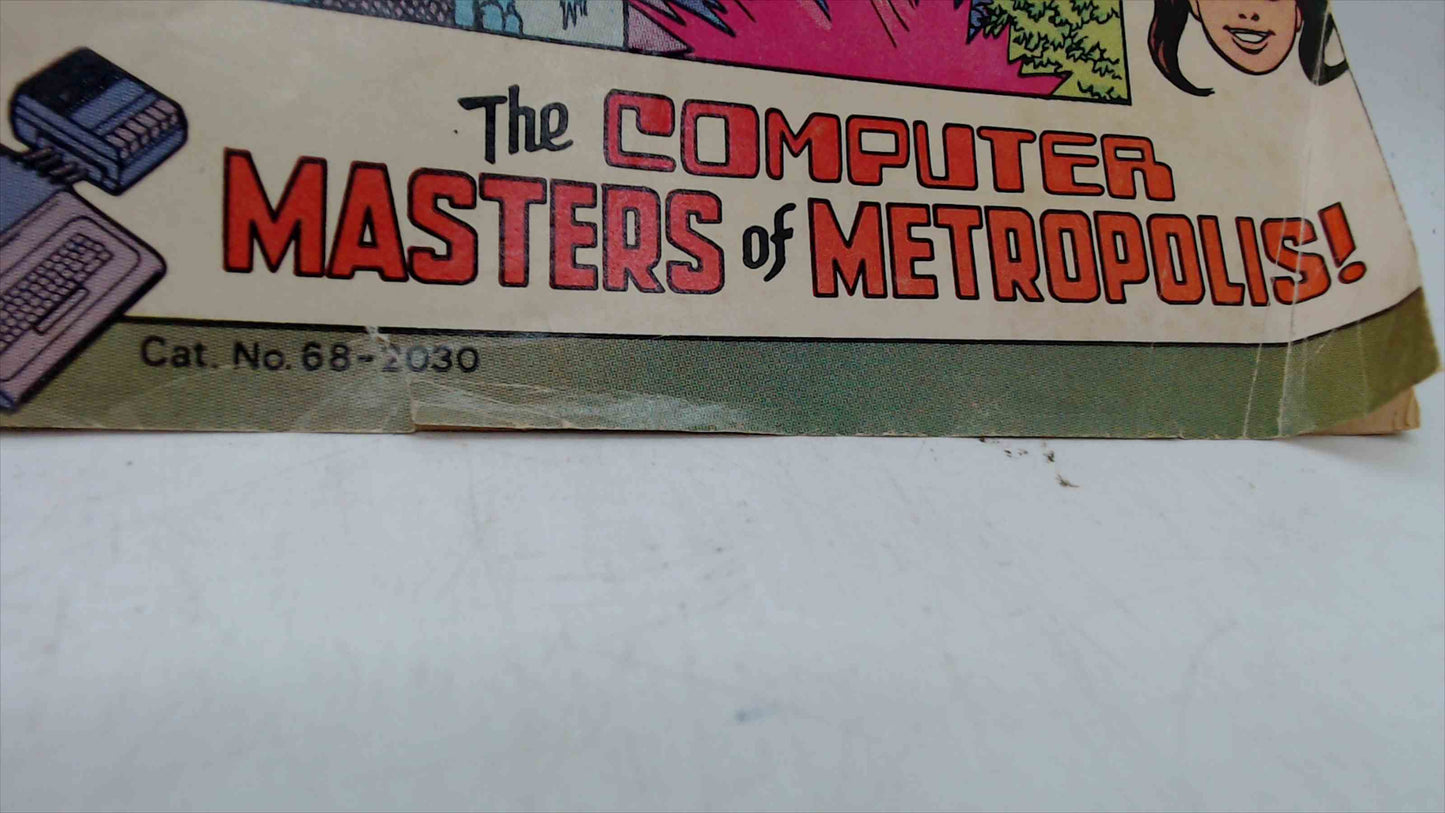 The COMPUTER
MASTERS of METROPOLIS!
Cat. No. 68-2030